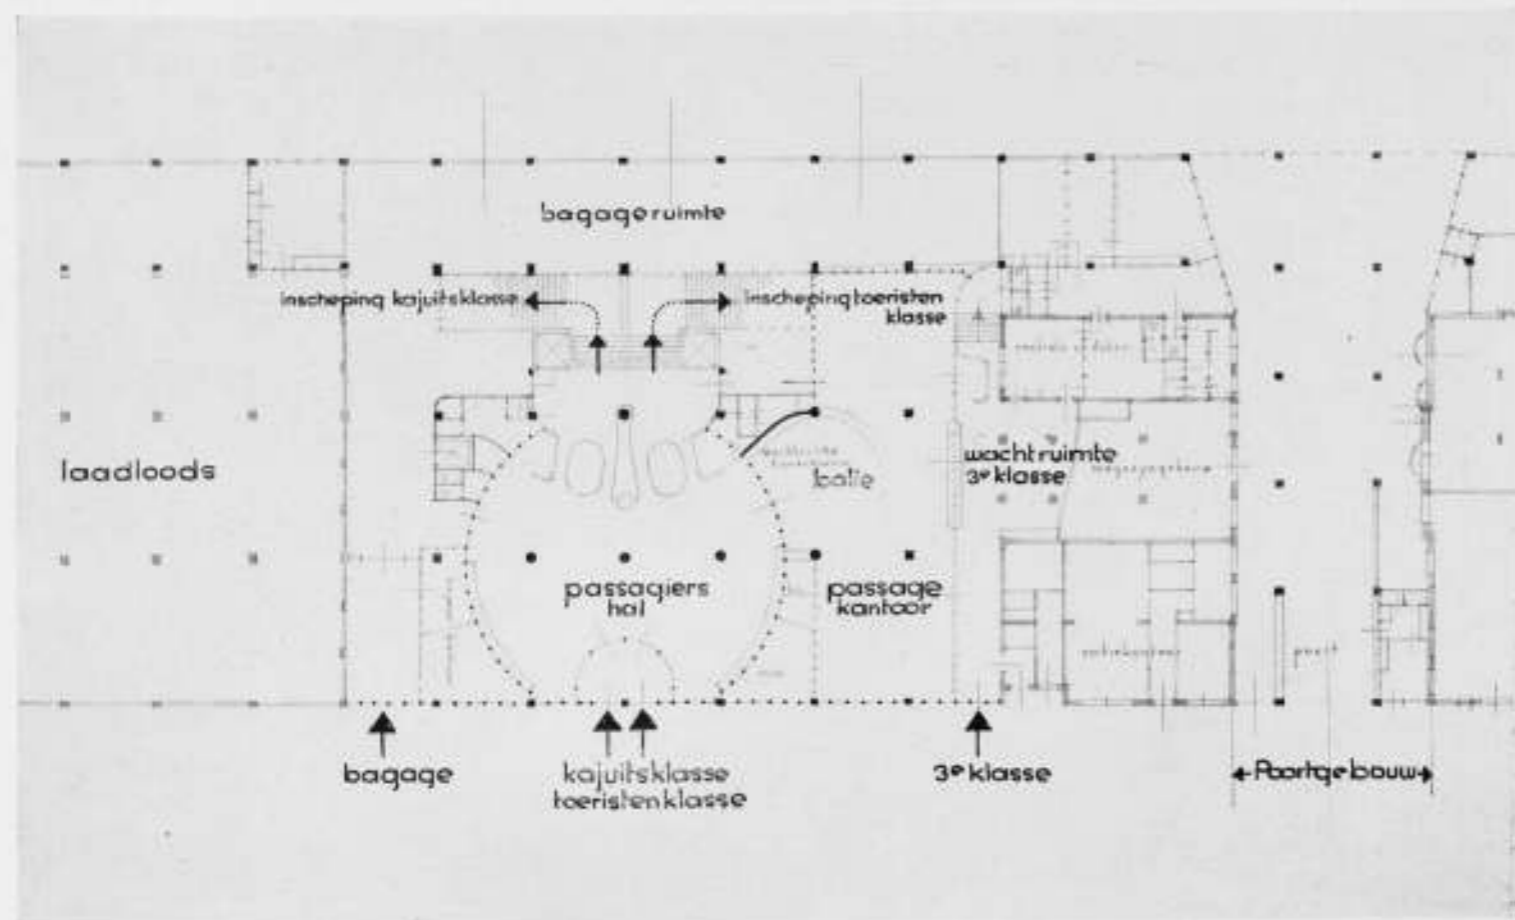 bagageruimte
inscheping kajuitsklasse
inscheping toeristen
klasse
laadloods
balie
wachtruimte
3e klasse
passagiers
hal
passage
kantoor
bagage
kajuitsklasse
toeristenklasse
3e klasse
Poortgebouw